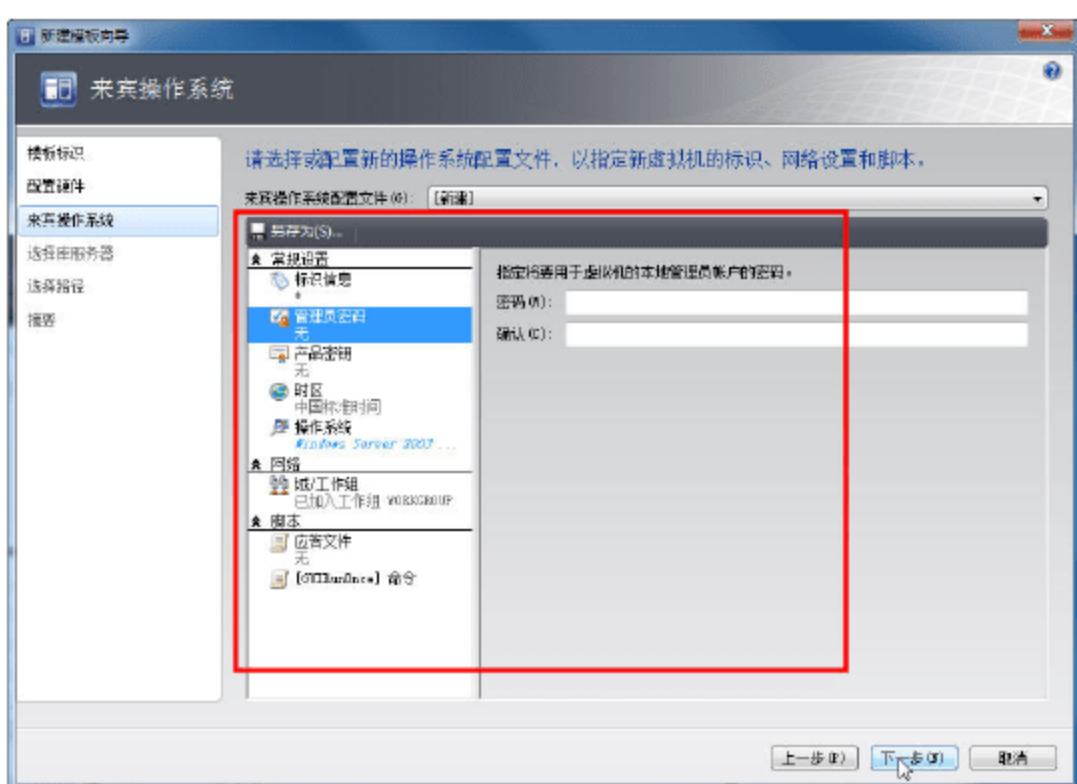 新建模板向导
来宾操作系统
模板标识
配置硬件
来宾操作系统
选择库服务器
选择路径
摘要
请选择或配置新的操作系统配置文件，以指定新虚拟机的标识、网络设置和脚本。
来宾操作系统配置文件(G)： [新建]
另存为(S)...
常规设置
标识信息
*
管理员密码
无
产品密钥
无
时区
中国标准时间
操作系统
Windows Server 2003 ...
网络
域/工作组
已加入工作组 WORKGROUP
脚本
应答文件
无
[GUIRunOnce] 命令
指定将要用于虚拟机的本地管理员帐户的密码。
密码(W)：
确认(C)：
上一步(P)
下一步(N)
取消